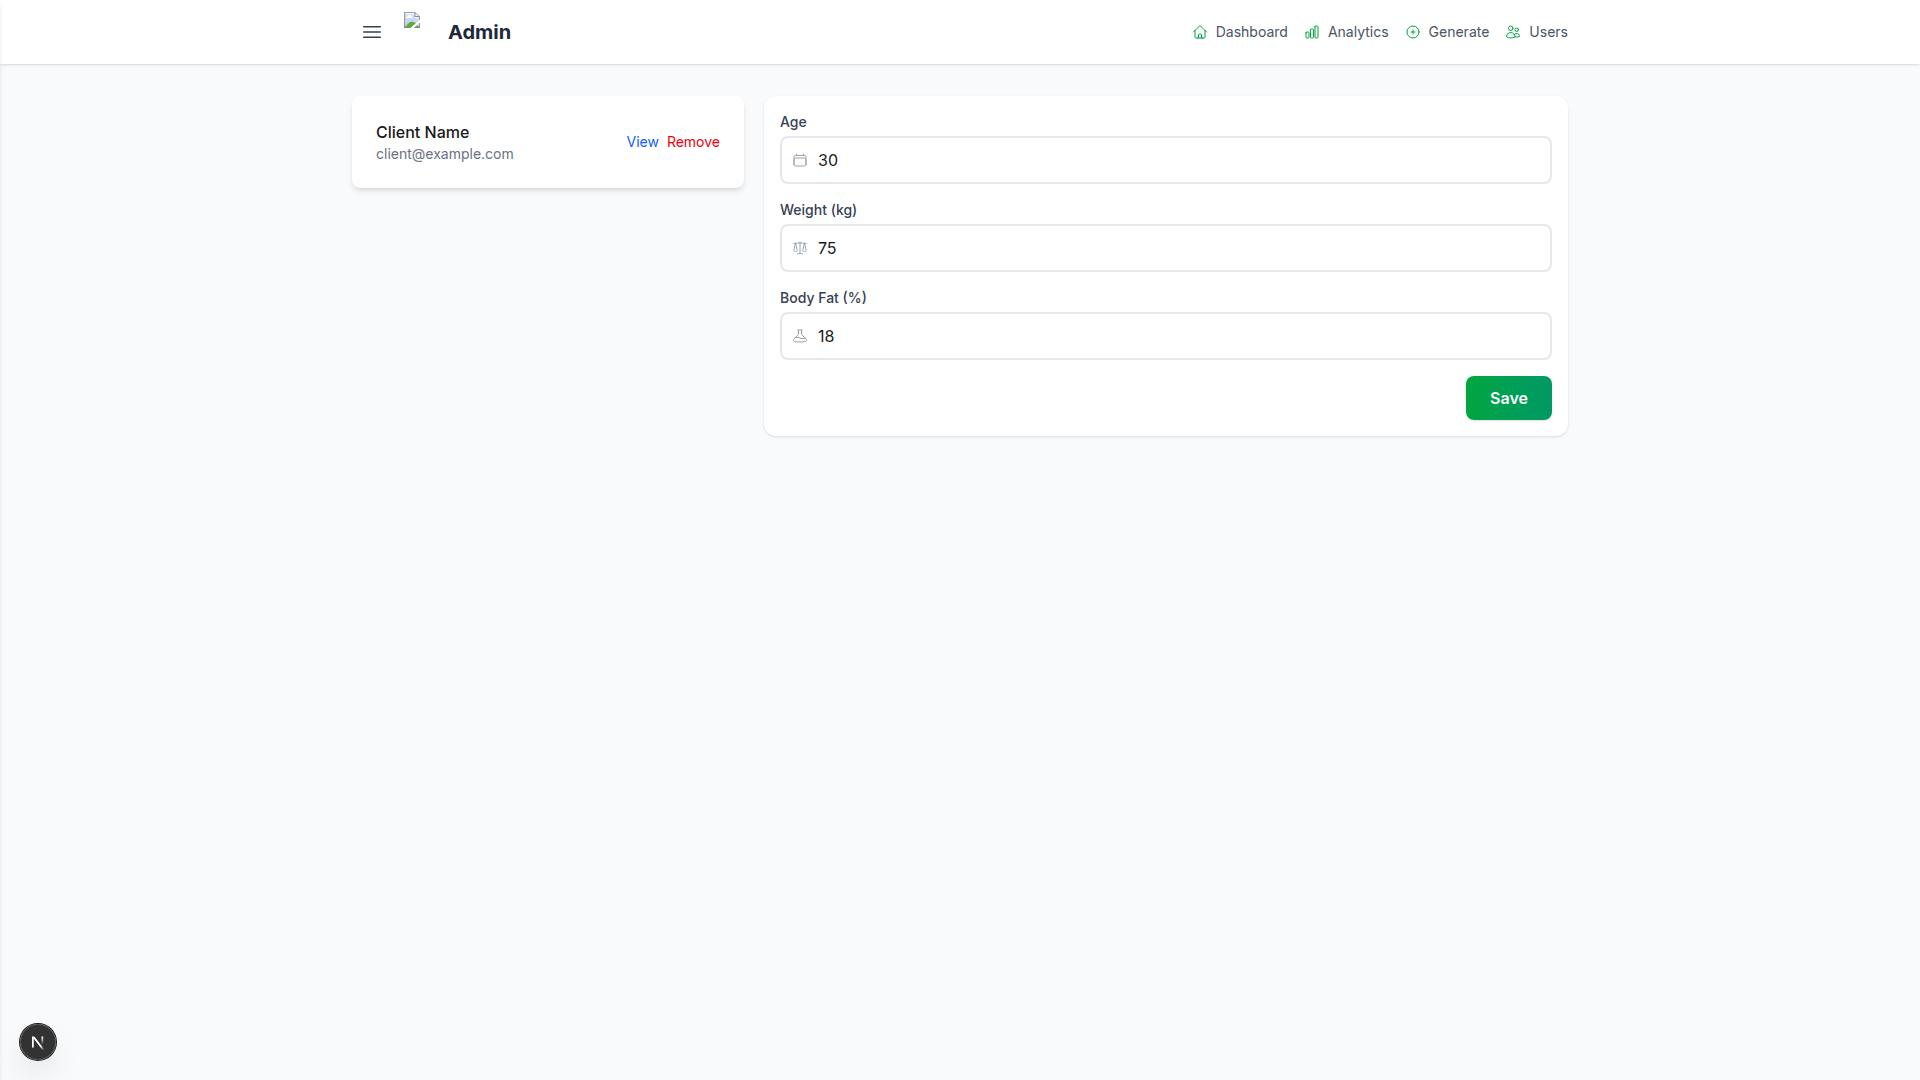 Admin
Dashboard
Analytics
Generate
Users
Client Name
client@example.com
View
Remove
Age
30
Weight (kg)
75
Body Fat (%)
18
Save
N